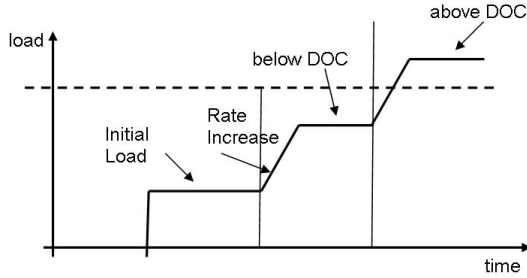 above DOC
load
below DOC
Rate
Increase
Initial
Load
time